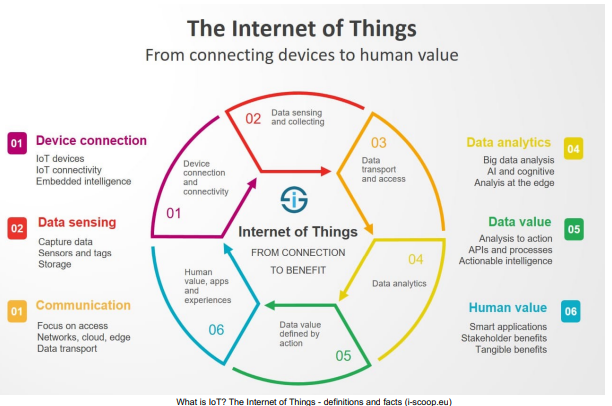 The Internet of Things
From connecting devices to human value
01
Device connection
IoT devices
IoT connectivity
Embedded intelligence
02
Data sensing
Capture data
Sensors and tags
Storage
01
Communication
Focus on access
Networks, cloud, edge
Data transport
Device
connection
and
connectivity
01
02
Data sensing
and collecting
03
Data
transport
and access
04
Data analytics
Data value
defined by
action
05
Human
value, apps
and
experiences
06
Internet of Things
FROM CONNECTION
TO BENEFIT
Data analytics
04
Big data analysis
AI and cognitive
Analyis at the edge
Data value
05
Analysis to action
APIs and processes
Actionable intelligence
Human value
06
Smart applications
Stakeholder benefits
Tangible benefits
What is IoT? The Internet of Things - definitions and facts (i-scoop.eu)